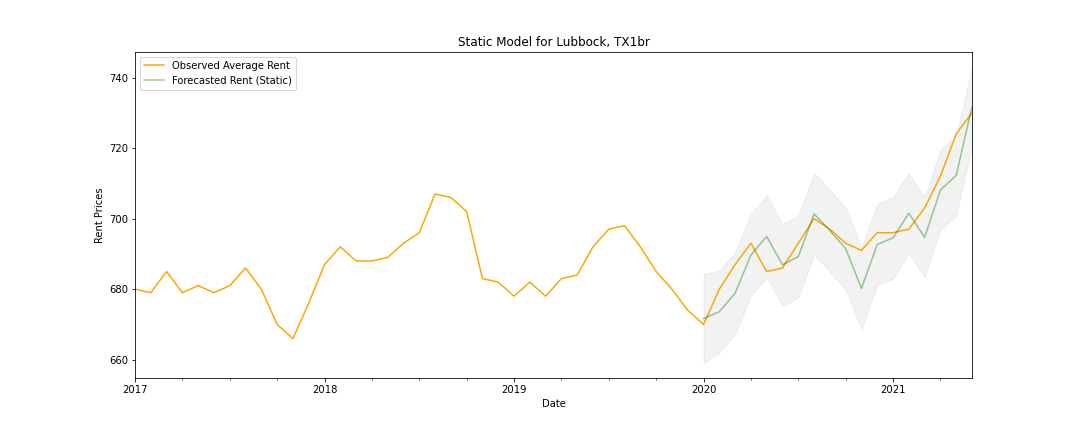 Static Model for Lubbock, TX1br
Observed Average Rent
Forecasted Rent (Static)
740
720
700
680
660
Rent Prices
2017 2018 2019 2020 2021
Date